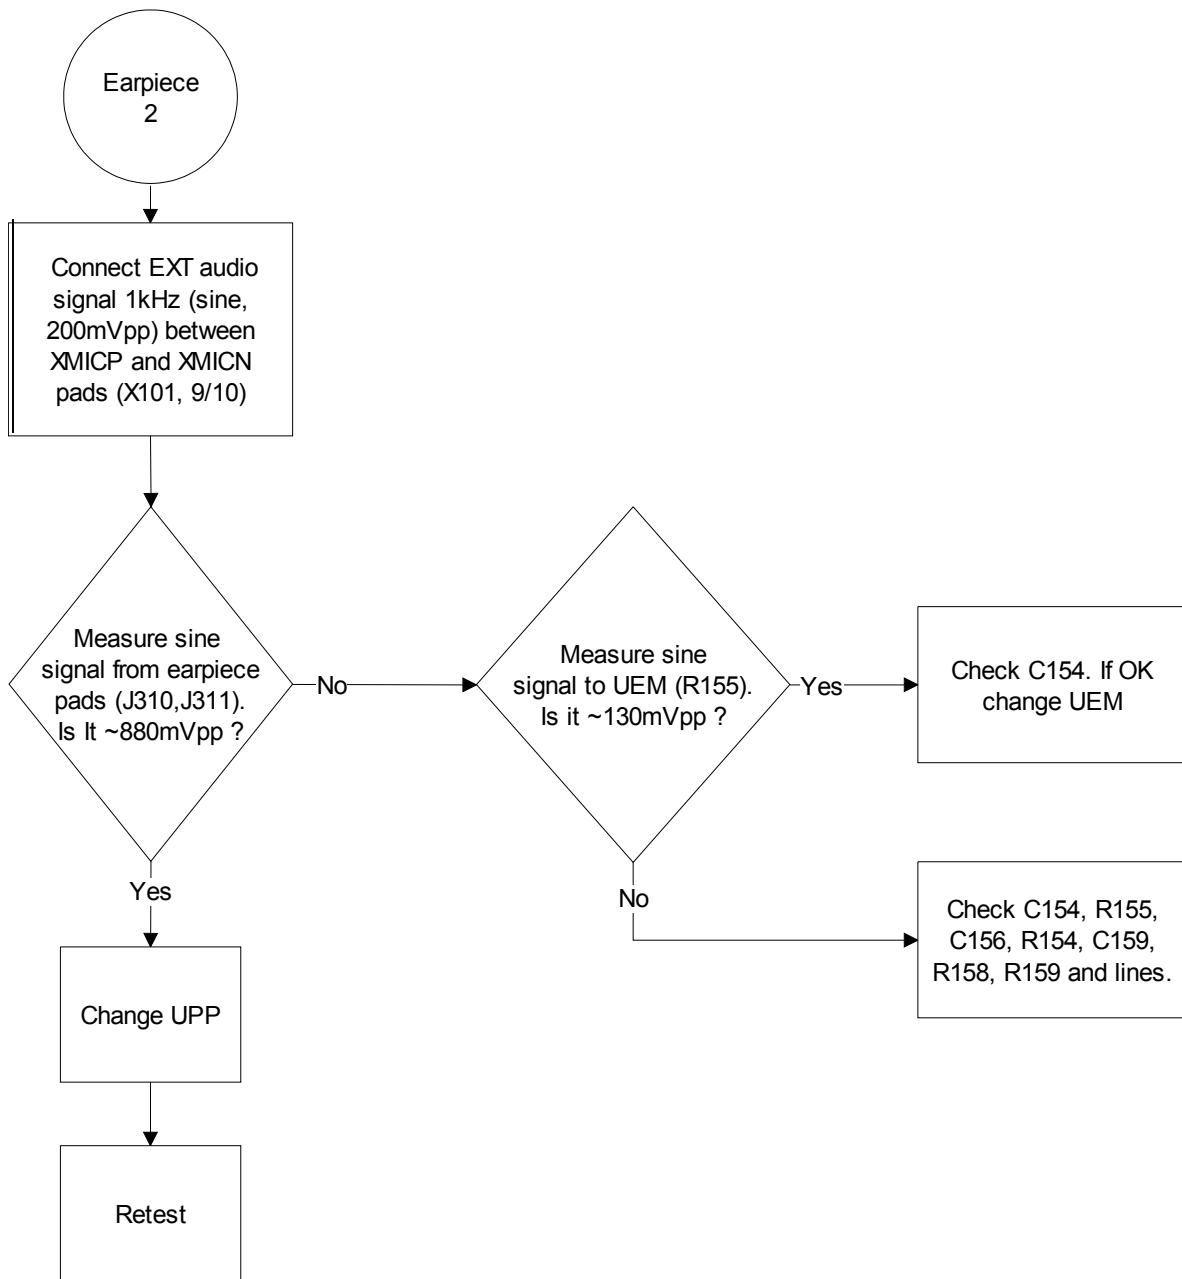 Earpiece
2
Connect EXT audio
signal 1kHz (sine,
200mVpp) between
XMICP and XMICN
pads (X101, 9/10)
Measure sine
signal from earpiece
pads (J310,J311).
Is It ~880mVpp ?
No
Measure sine
signal to UEM (R155).
Is it ~130mVpp ?
Yes
Check C154. If OK
change UEM
Yes
No
Check C154, R155,
C156, R154, C159,
R158, R159 and lines.
Change UPP
Retest